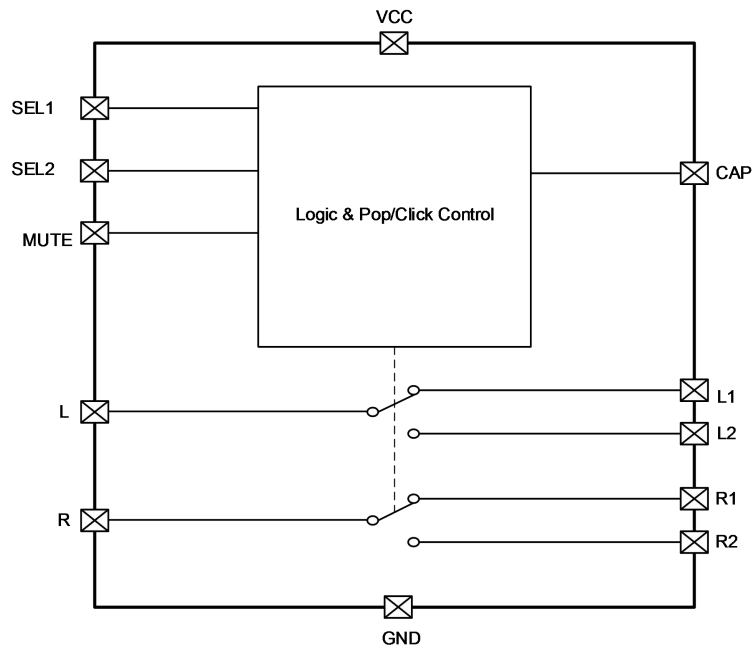 VCC
SEL1
SEL2
MUTE
Logic & Pop/Click Control
CAP
L
L1
L2
R
R1
R2
GND